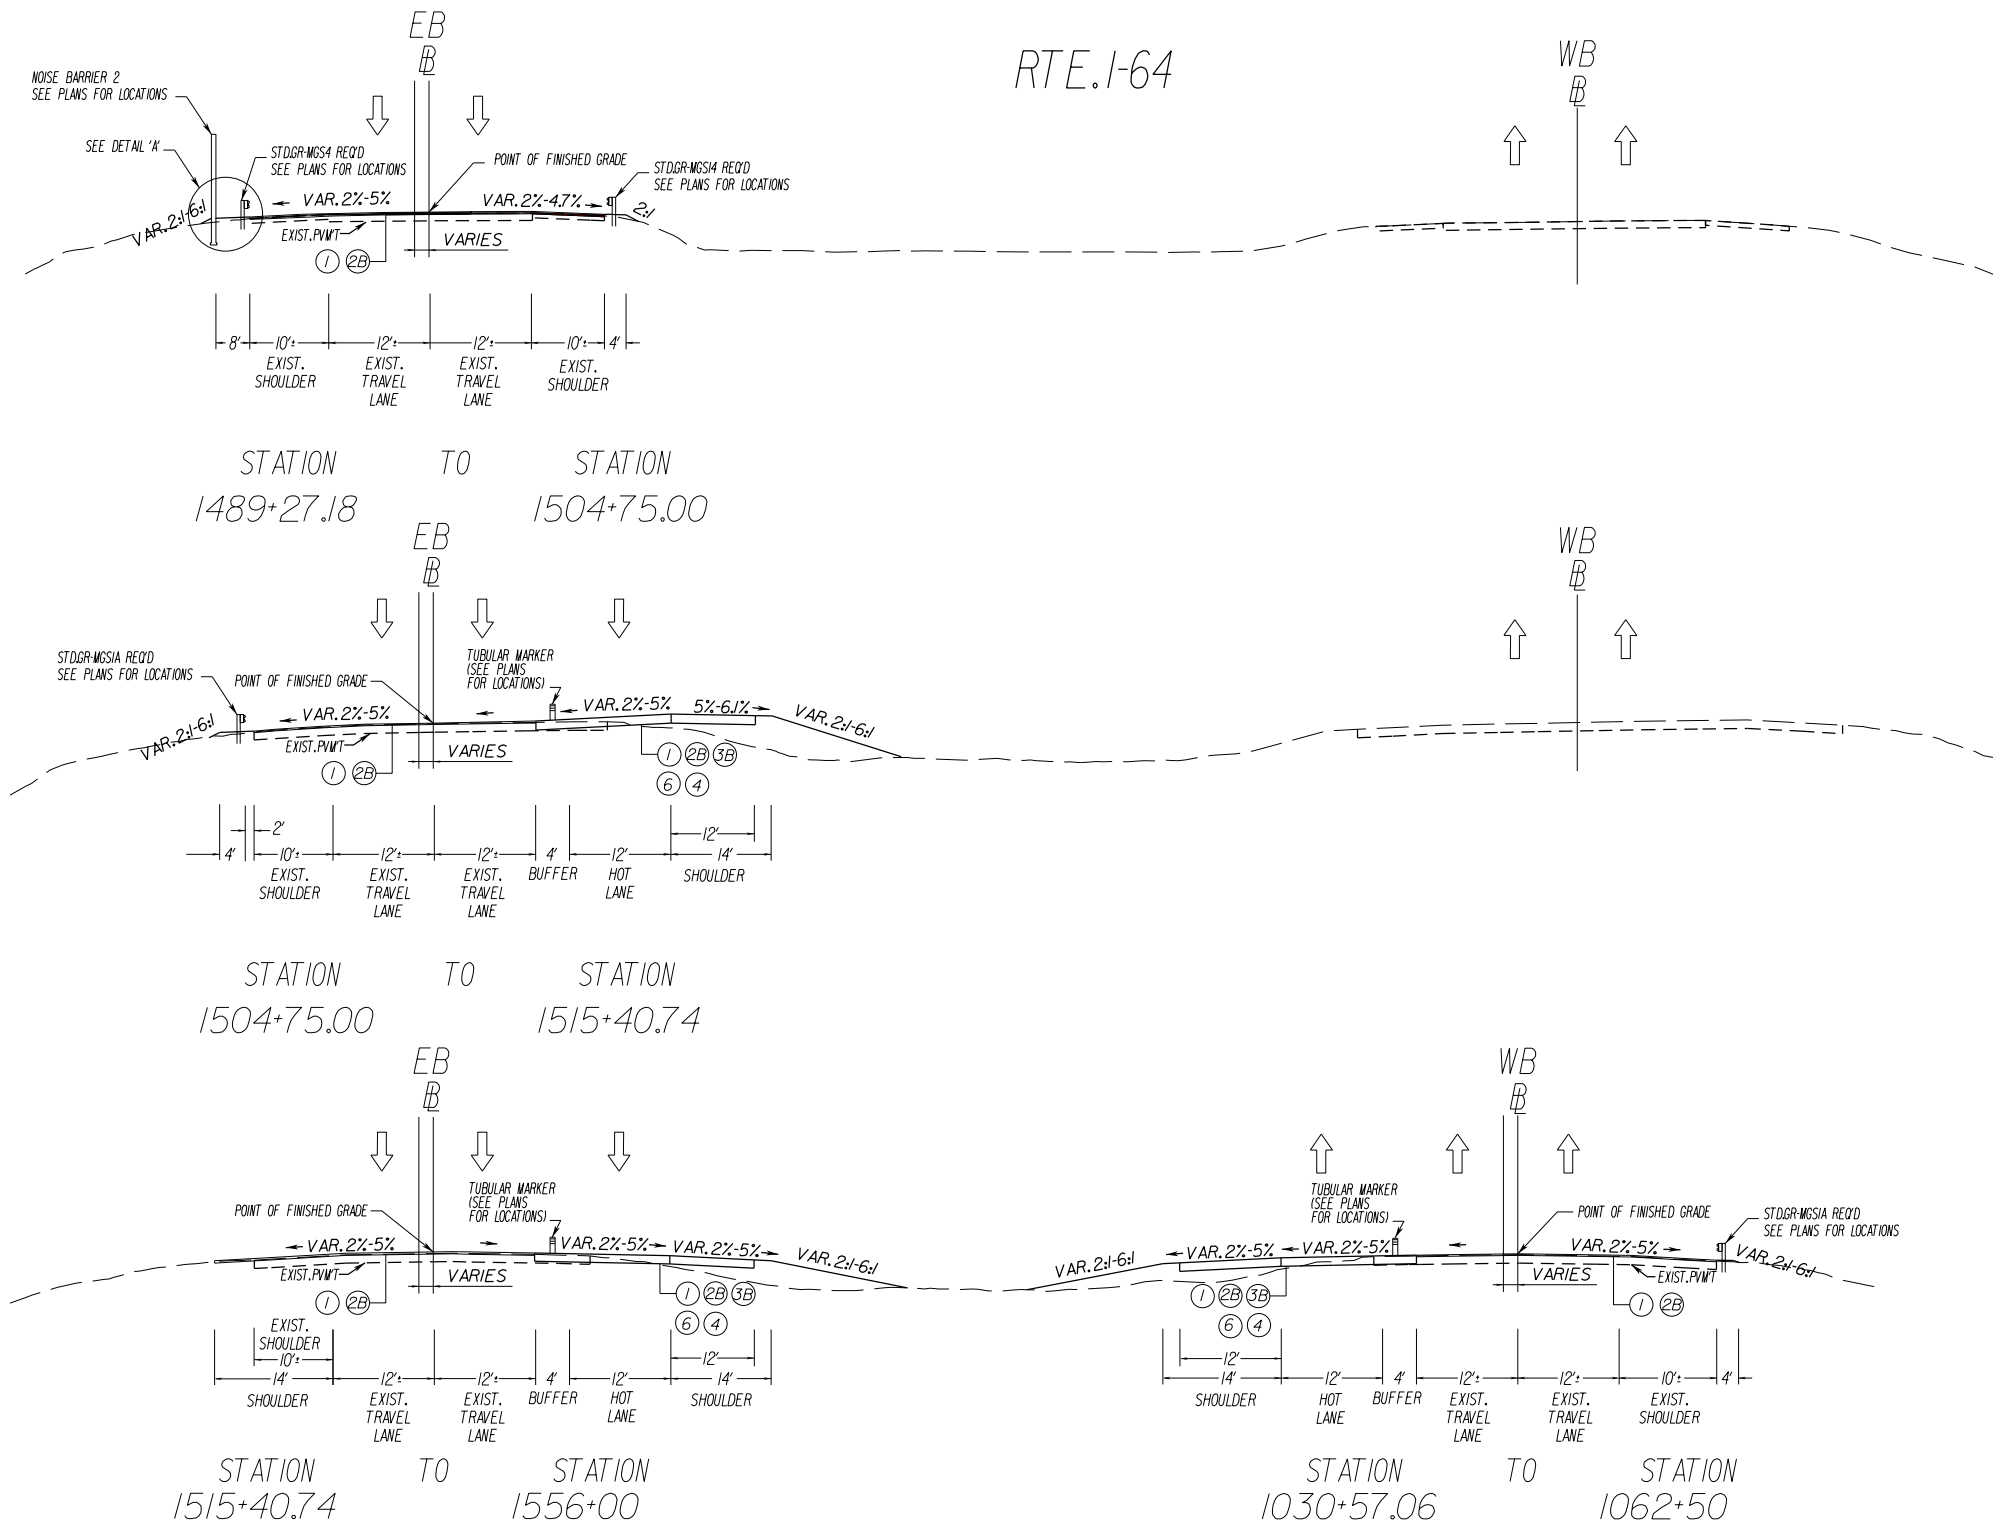 RTE. I-64
EB
B
WB
B
NOISE BARRIER 2
SEE PLANS FOR LOCATIONS
SEE DETAIL 'A'
STD.GR-MGS4 REQ'D
SEE PLANS FOR LOCATIONS
POINT OF FINISHED GRADE
STD.GR-MGS14 REQ'D
SEE PLANS FOR LOCATIONS
VAR. 2:1-6:1
VAR. 2%-5%
VAR. 2%-4.7%
2:1
EXIST. PVM'T
VARIES
1 2B
8' 10'± 12'± 12'± 10'± 4'
EXIST.
SHOULDER
EXIST.
TRAVEL
LANE
EXIST.
TRAVEL
LANE
EXIST.
SHOULDER
STATION TO STATION
1489+27.18 1504+75.00
EB
B
WB
B
STD.GR-MGS1A REQ'D
SEE PLANS FOR LOCATIONS
POINT OF FINISHED GRADE
TUBULAR MARKER
(SEE PLANS
FOR LOCATIONS)
VAR. 2:1-6:1
VAR. 2%-5%
VAR. 2%-5%
5%-6.1%
VAR. 2:1-6:1
EXIST. PVM'T
VARIES
1 2B
1 2B 3B
6 4
2'
12'
4' 10'± 12'± 12'± 4' 12' 14'
EXIST.
SHOULDER
EXIST.
TRAVEL
LANE
EXIST.
TRAVEL
LANE
BUFFER
HOT
LANE
SHOULDER
STATION TO STATION
1504+75.00 1515+40.74
EB
B
POINT OF FINISHED GRADE
TUBULAR MARKER
(SEE PLANS
FOR LOCATIONS)
VAR. 2%-5%
VAR. 2%-5%
VAR. 2%-5%
VAR. 2:1-6:1
EXIST. PVM'T
VARIES
1 2B
1 2B 3B
6 4
EXIST.
SHOULDER
10'±
12'
14' 12'± 12'± 4' 12' 14'
SHOULDER
EXIST.
TRAVEL
LANE
EXIST.
TRAVEL
LANE
BUFFER
HOT
LANE
SHOULDER
STATION TO STATION
1515+40.74 1556+00
WB
B
TUBULAR MARKER
(SEE PLANS
FOR LOCATIONS)
POINT OF FINISHED GRADE
STD.GR-MGS1A REQ'D
SEE PLANS FOR LOCATIONS
VAR. 2:1-6:1
VAR. 2%-5%
VAR. 2%-5%
VAR. 2%-5%
VAR. 2:1-6:1
VARIES
EXIST. PVM'T
1 2B 3B
6 4
1 2B
12'
14' 12' 4' 12'± 12'± 10'± 4'
SHOULDER
HOT
LANE
BUFFER
EXIST.
TRAVEL
LANE
EXIST.
TRAVEL
LANE
EXIST.
SHOULDER
STATION TO STATION
1030+57.06 1062+50